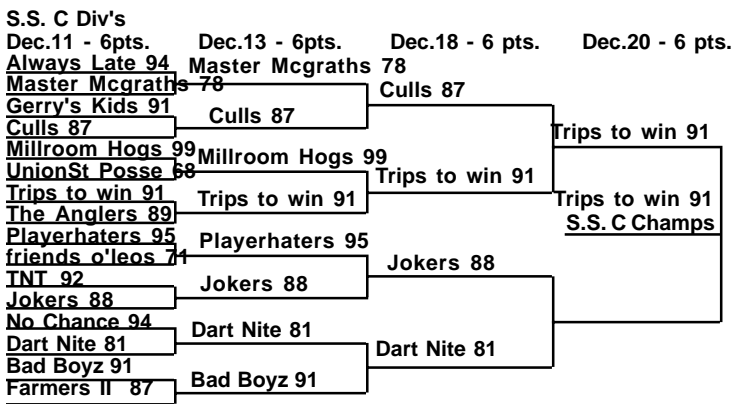 S.S. C Div's
Dec.11 - 6pts.
Dec.13 - 6pts.
Dec.18 - 6 pts.
Dec.20 - 6 pts.
Always Late 94
Master Mcgraths 78
Gerry's Kids 91
Culls 87
Millroom Hogs 99
UnionSt Posse 68
Trips to win 91
The Anglers 89
Playerhaters 95
friends o'leos 71
TNT 92
Jokers 88
No Chance 94
Dart Nite 81
Bad Boyz 91
Farmers II 87
Master Mcgraths 78
Culls 87
Millroom Hogs 99
Trips to win 91
Playerhaters 95
Jokers 88
Dart Nite 81
Bad Boyz 91
Culls 87
Trips to win 91
Jokers 88
Dart Nite 81
Trips to win 91
Trips to win 91
S.S. C Champs